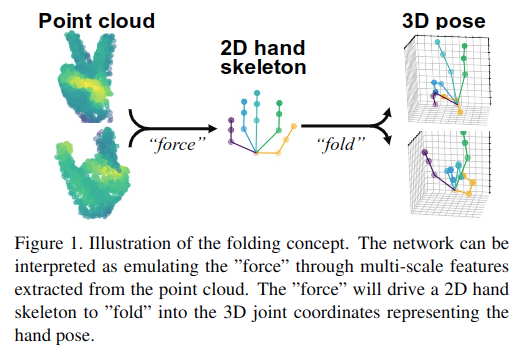 Point cloud
2D hand
skeleton
3D pose
“force”
“fold”
Figure 1. Illustration of the folding concept. The network can be
interpreted as emulating the ”force” through multi-scale features
extracted from the point cloud. The ”force” will drive a 2D hand
skeleton to ”fold” into the 3D joint coordinates representing the
hand pose.